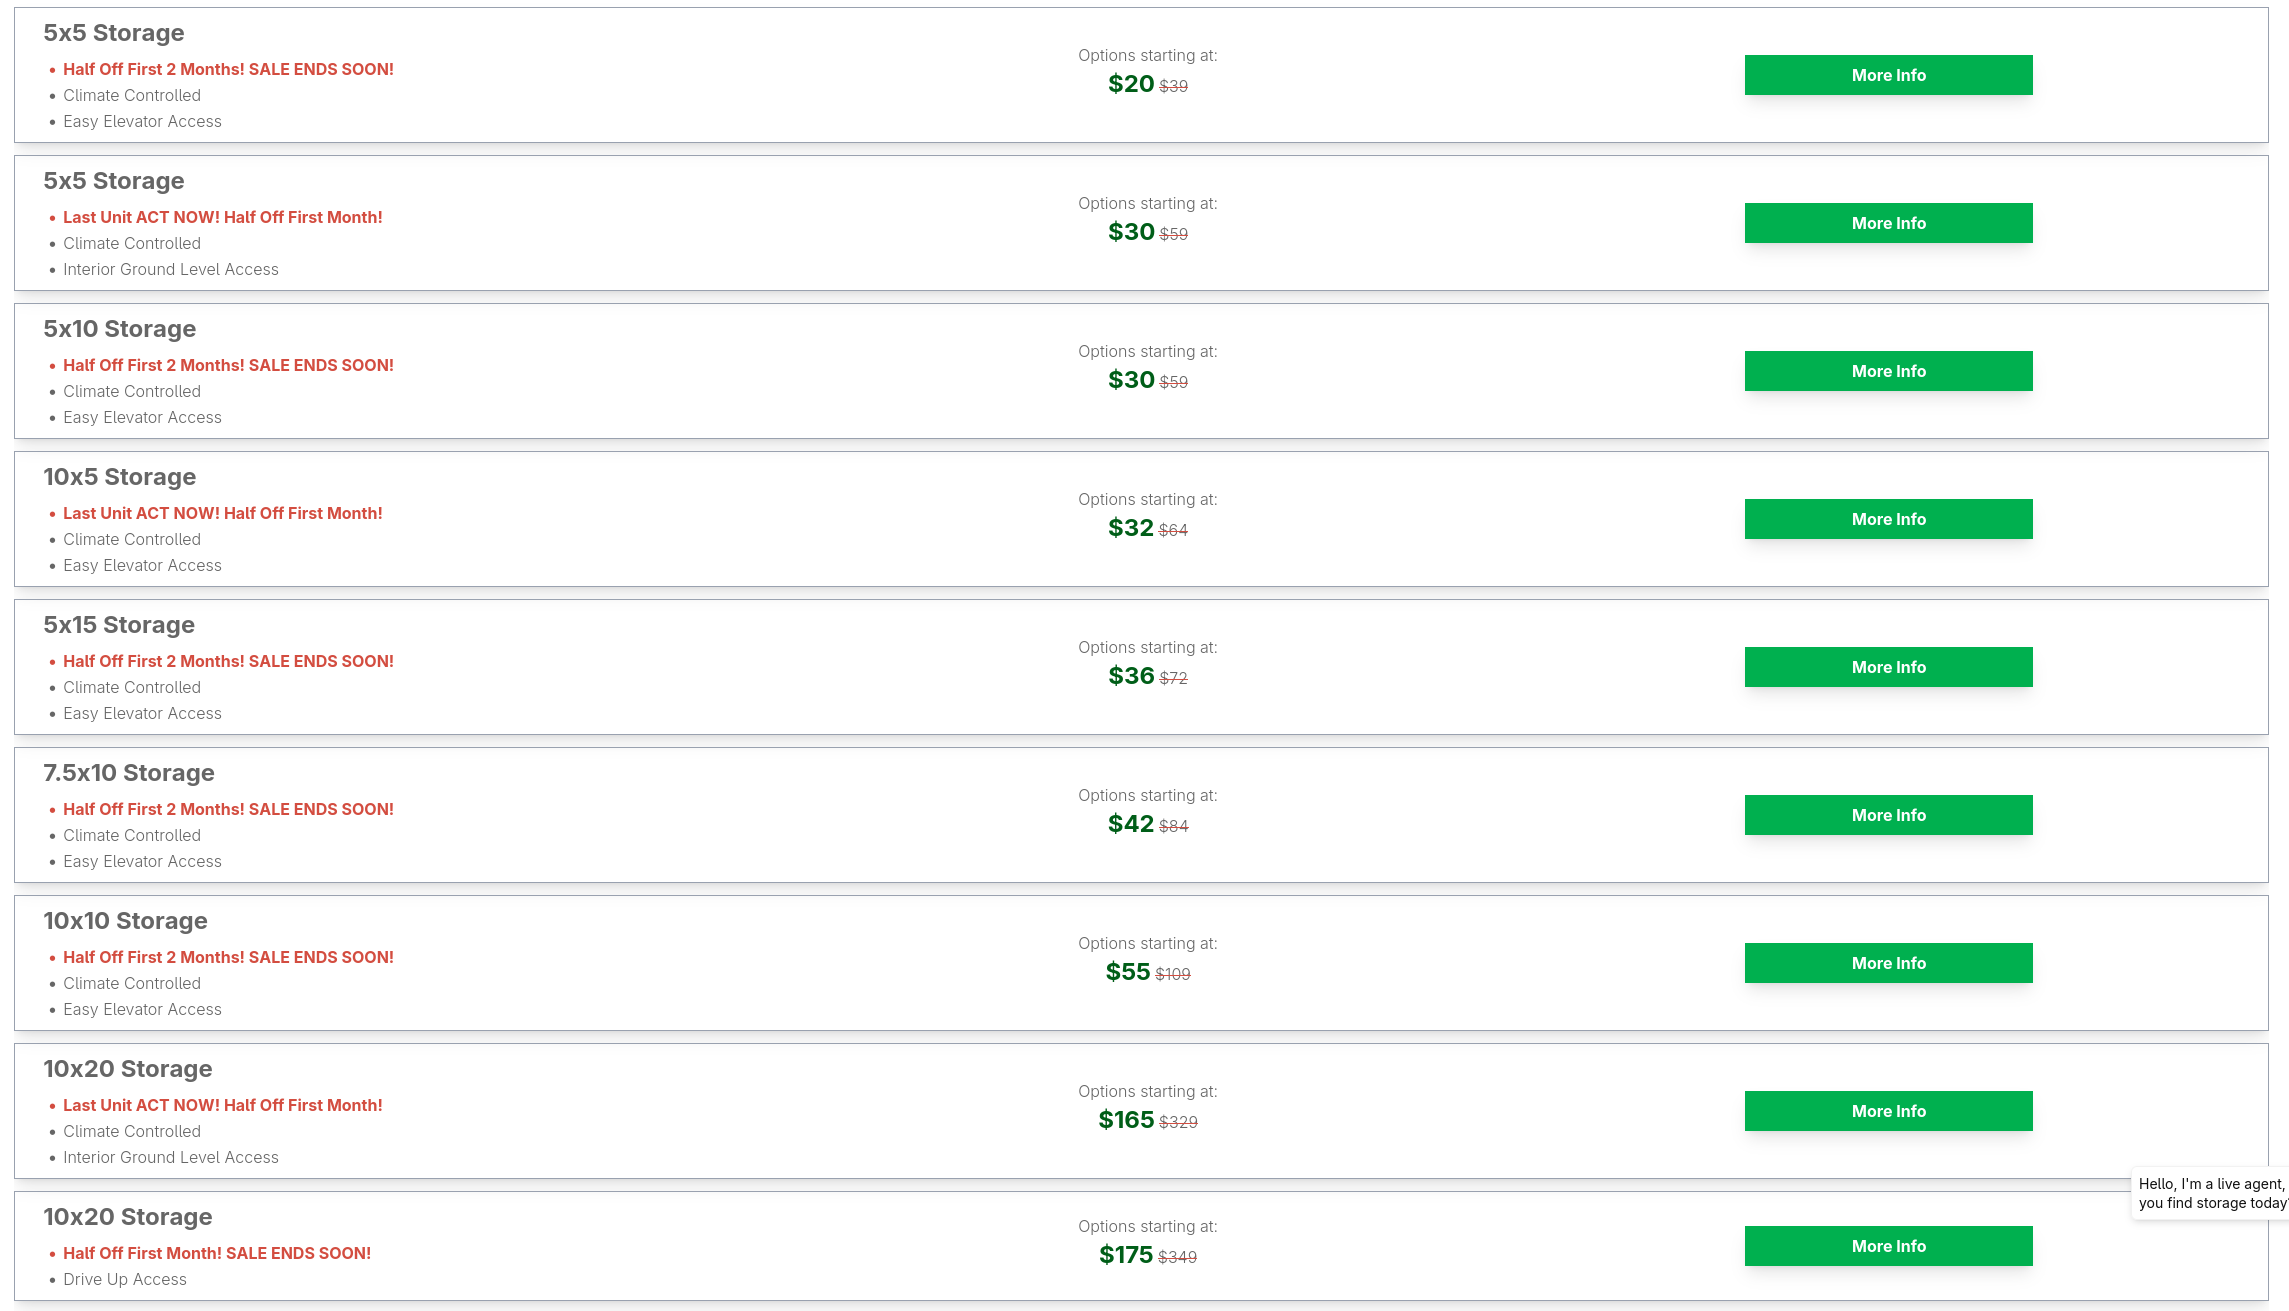 5x5 Storage
• Half Off First 2 Months! SALE ENDS SOON!
• Climate Controlled
• Easy Elevator Access
Options starting at:
$20 $39
More Info
5x5 Storage
• Last Unit ACT NOW! Half Off First Month!
• Climate Controlled
• Interior Ground Level Access
Options starting at:
$30 $59
More Info
5x10 Storage
• Half Off First 2 Months! SALE ENDS SOON!
• Climate Controlled
• Easy Elevator Access
Options starting at:
$30 $59
More Info
10x5 Storage
• Last Unit ACT NOW! Half Off First Month!
• Climate Controlled
• Easy Elevator Access
Options starting at:
$32 $64
More Info
5x15 Storage
• Half Off First 2 Months! SALE ENDS SOON!
• Climate Controlled
• Easy Elevator Access
Options starting at:
$36 $72
More Info
7.5x10 Storage
• Half Off First 2 Months! SALE ENDS SOON!
• Climate Controlled
• Easy Elevator Access
Options starting at:
$42 $84
More Info
10x10 Storage
• Half Off First 2 Months! SALE ENDS SOON!
• Climate Controlled
• Easy Elevator Access
Options starting at:
$55 $109
More Info
10x20 Storage
• Last Unit ACT NOW! Half Off First Month!
• Climate Controlled
• Interior Ground Level Access
Options starting at:
$165 $329
More Info
10x20 Storage
• Half Off First Month! SALE ENDS SOON!
• Drive Up Access
Options starting at:
$175 $349
More Info
Hello, I'm a live agent,
you find storage today?